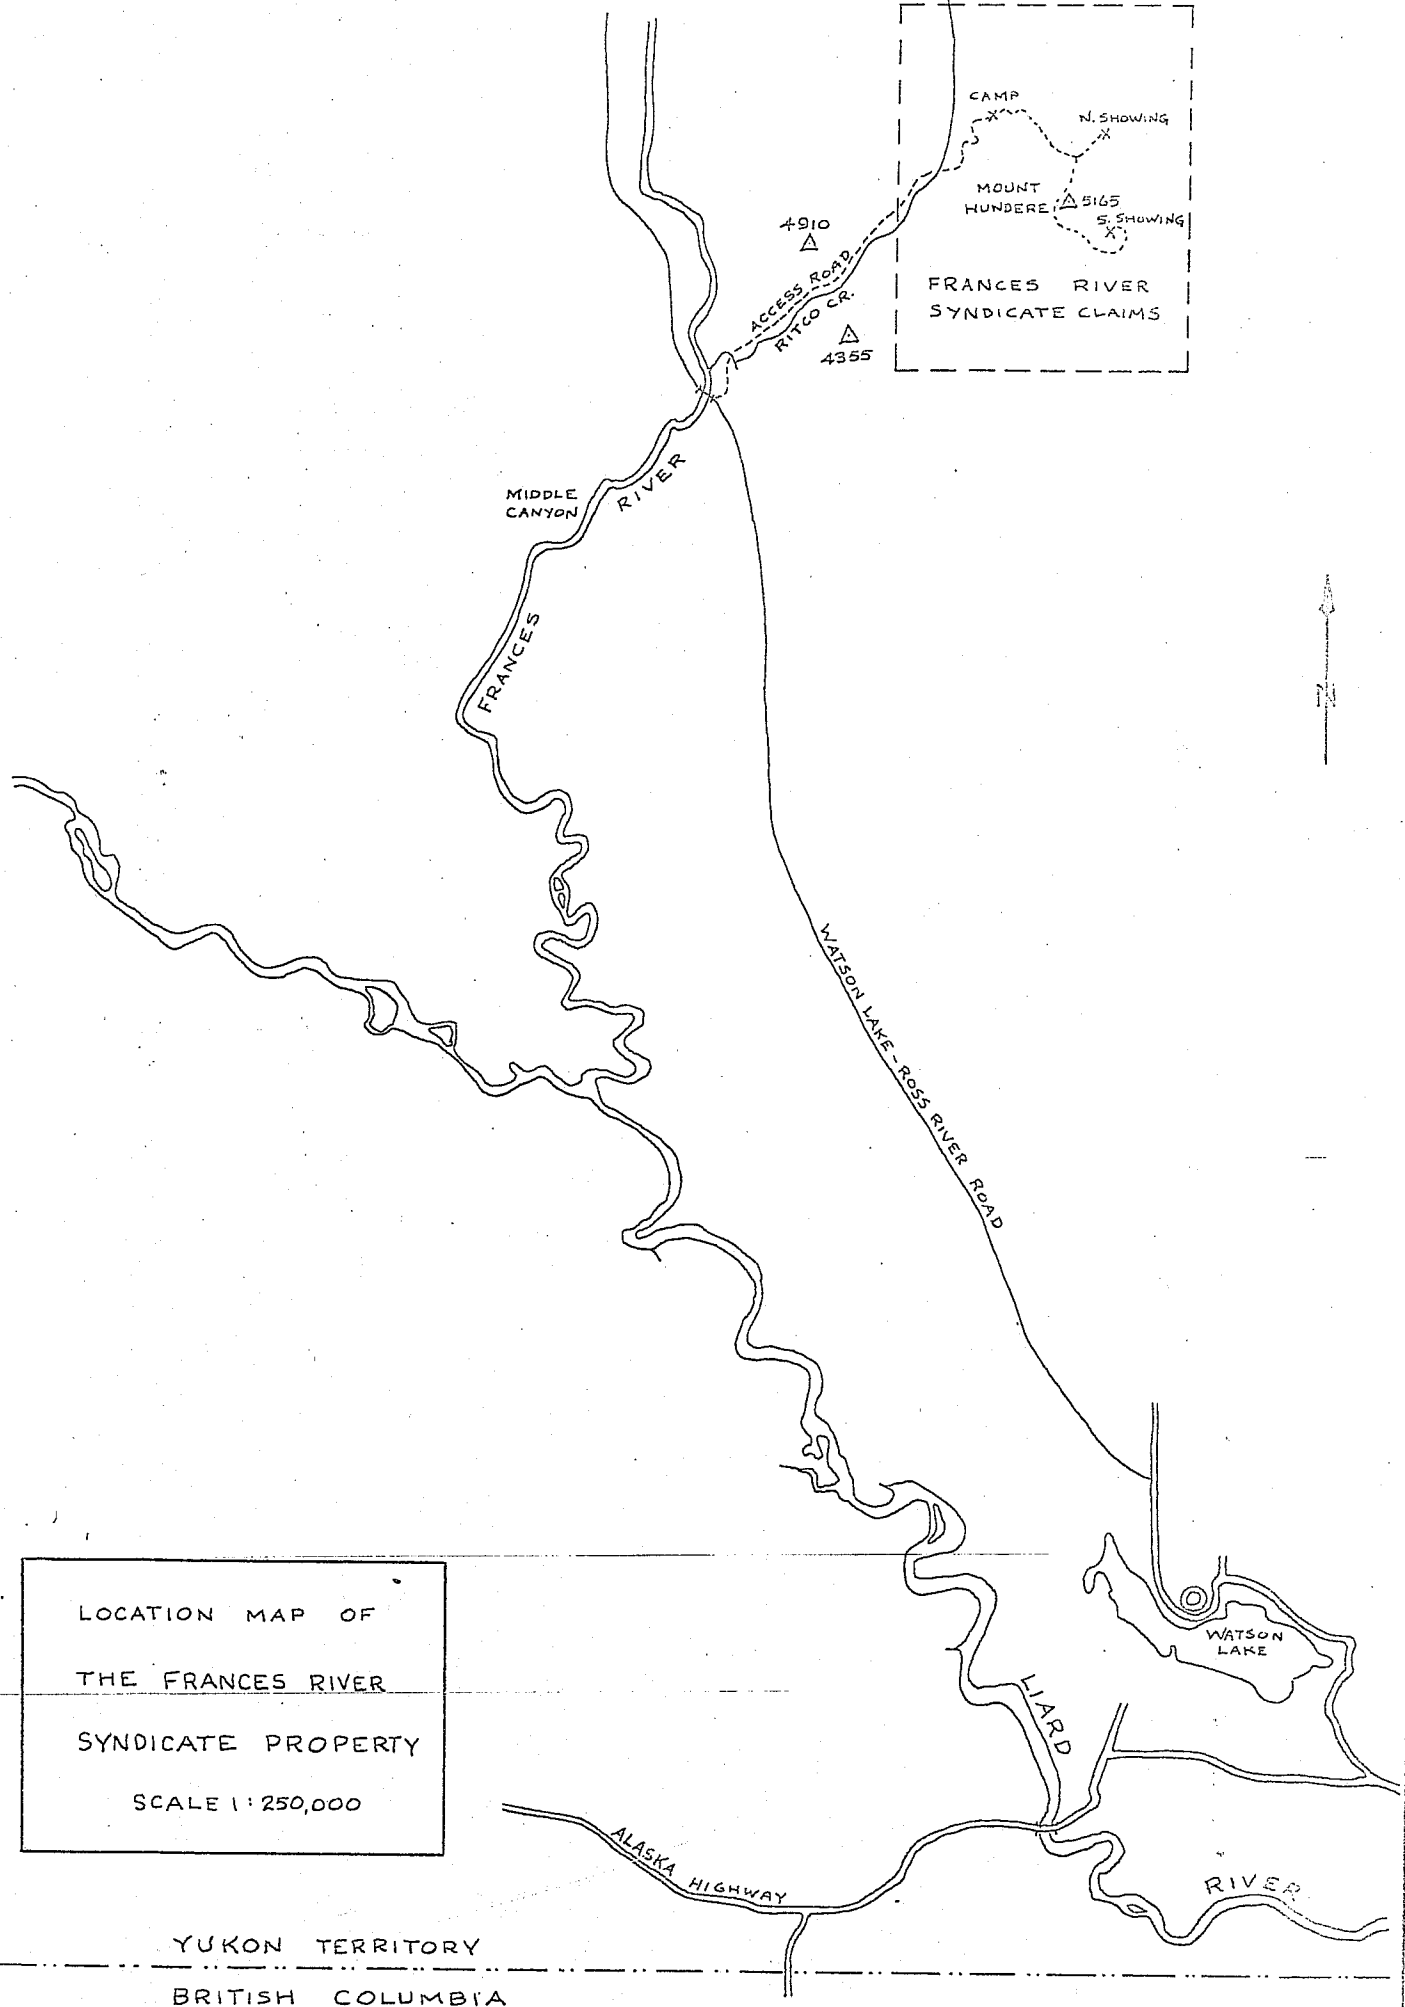 CAMP
N. SHOWING
MOUNT
HUNDERE
5165
S. SHOWING
4910
ACCESS ROAD
RITCO CR.
4355
FRANCES RIVER
SYNDICATE CLAIMS
MIDDLE
CANYON
FRANCES RIVER
N
WATSON LAKE - ROSS RIVER ROAD
WATSON
LAKE
LIARD RIVER
LOCATION MAP OF
THE FRANCES RIVER
SYNDICATE PROPERTY
SCALE 1:250,000
ALASKA HIGHWAY
YUKON TERRITORY
BRITISH COLUMBIA